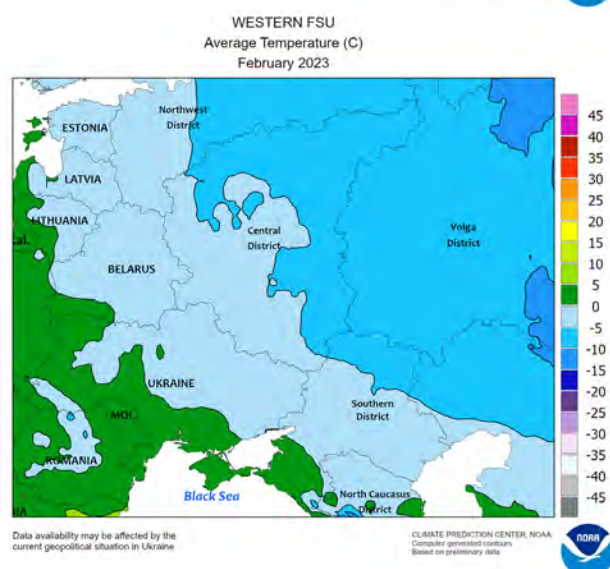 WESTERN FSU
Average Temperature (C)
February 2023
ESTONIA
Northwest
District
LATVIA
LITHUANIA
al.
Central
District
Volga
District
BELARUS
UKRAINE
MOL.
Southern
District
ROMANIA
Black Sea
North Caucasus
District
IA
45
40
35
30
25
20
15
10
5
0
-5
-10
-15
-20
-25
-30
-35
-40
-45
Data availability may be affected by the
current geopolitical situation in Ukraine
CLIMATE PREDICTION CENTER, NOAA
Computer generated contours
Based on preliminary data
NOAA